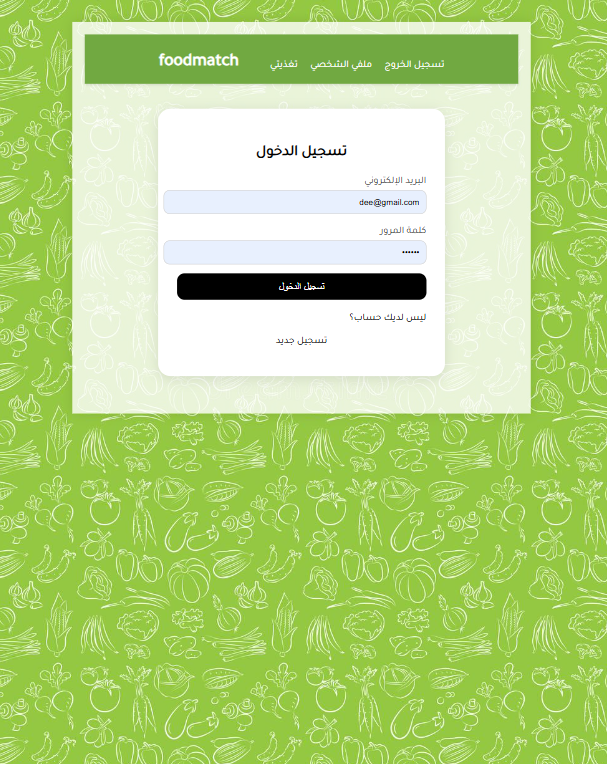 تسجيل الخروج ملفي الشخصي تغذيتي foodmatch
تسجيل الدخول
البريد الإلكتروني
dee@gmail.com
كلمة المرور
••••••
تسجيل الدخول
ليس لديك حساب؟
تسجيل جديد